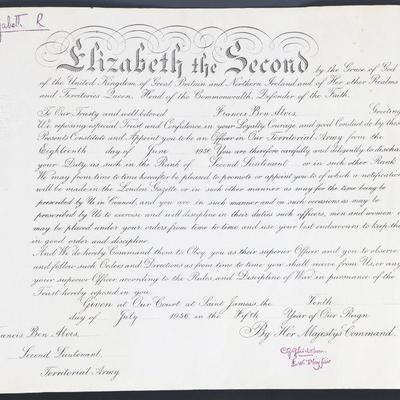 izabeth R
Elizabeth the Second by the Grace of God
of the United Kingdom of Great Britain and Northern Ireland and of Her other Realms
and Territories Queen, Head of the Commonwealth, Defender of the Faith.
To Our Trusty and well beloved Francis Ben Alves, Greeting
We reposing especial Trust and Confidence in your Loyalty, Courage and good Conduct do by these
Presents Constitute and Appoint you to be an Officer in Our Territorial Army from the
Eighteenth day of June 1956 You are therefore carefully and diligently to discharge
your Duty as such in the Rank of Second Lieutenant or in such other Rank
We may from time to time hereafter be pleased to promote or appoint you to of which a notification
will be made in the London Gazette or in such other manner as may for the time being be
prescribed by Us in Council, and you are in such manner and on such occasions as may be
prescribed by Us to exercise and well discipline in their duties such officers, men and women as
may be placed under your orders from time to time and use your best endeavours to keep them
in good order and discipline.
And We do hereby Command them to Obey you as their superior Officer and you to observe
and follow such Orders and Directions as from time to time you shall receive from Us, or any
your superior Officer according to the Rules and Discipline of War in pursuance of the
Trust hereby reposed in you.
Given at Our Court at Saint James's the Tenth
day of July 1956 in the Fifth Year of Our Reign
By Her Majesty's Command.
rancis Ben Alves,
Second Lieutenant,
Territorial Army